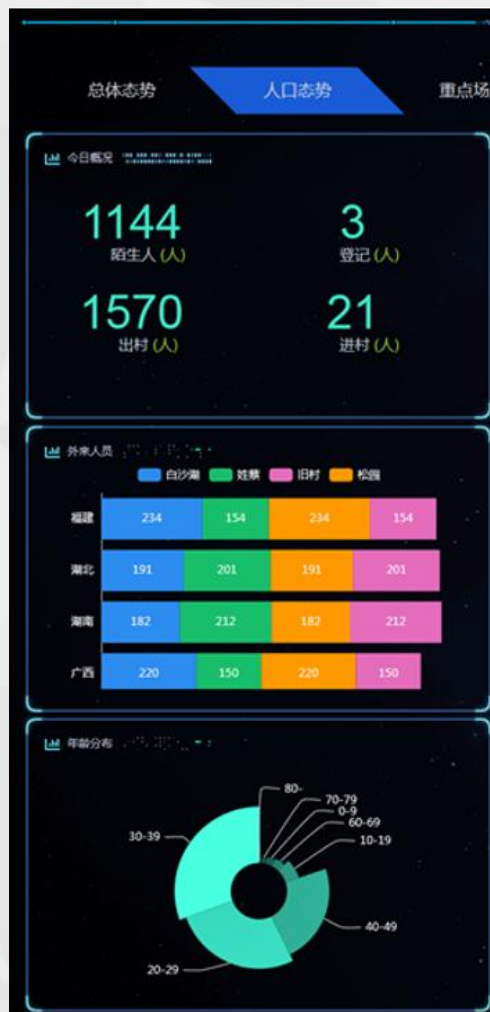 总体态势 人口态势 重点场
今日概况
1144 3
陌生人(人) 登记(人)
1570 21
出村(人) 进村(人)
外来人员
白沙湖 姓蔡 旧村 松园
福建 234 154 234 154
湖北 191 201 191 201
湖南 182 212 182 212
广西 220 150 220 150
年龄分布
80-
70-79
0-9
60-69
10-19
30-39
40-49
20-29